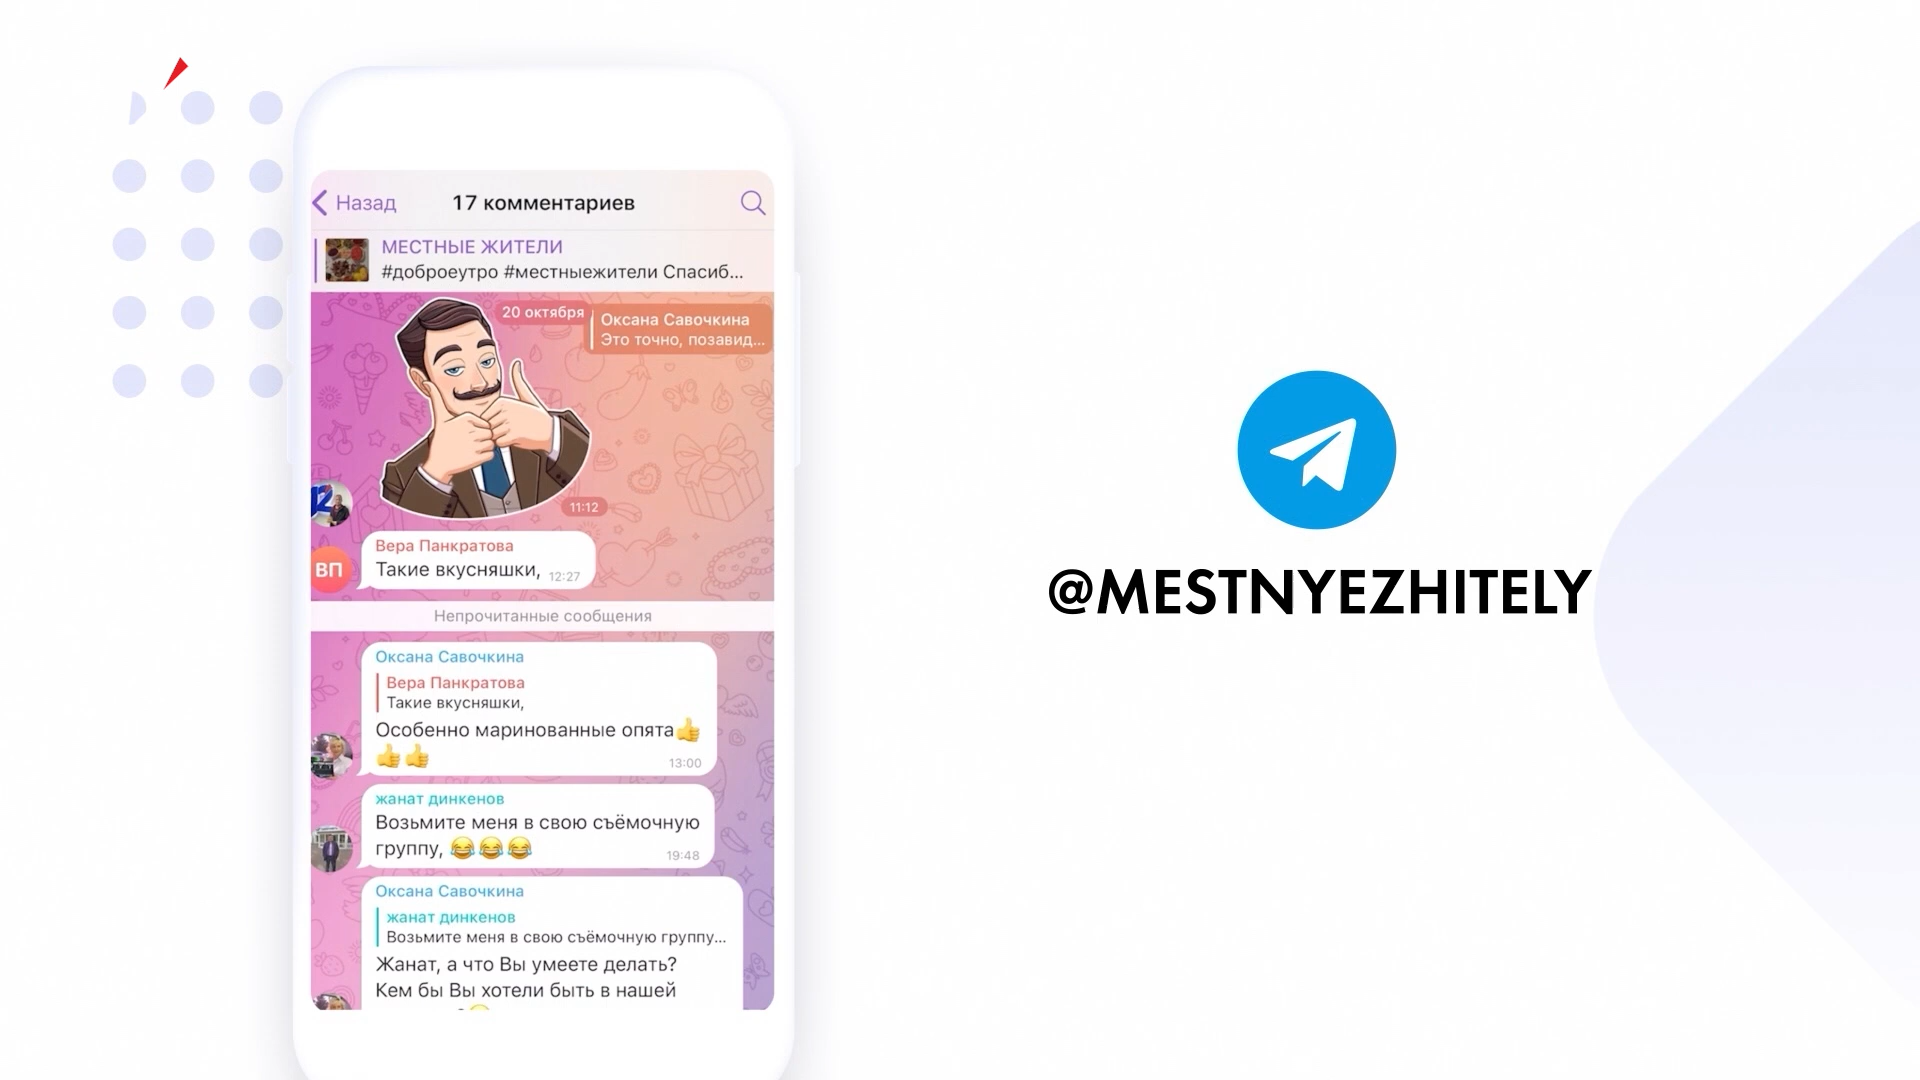 Назад
17 комментариев
МЕСТНЫЕ ЖИТЕЛИ
#доброеутро #местныежители Спасиб...
20 октября
Оксана Савочкина
Это точно, позавид...
11:12
ВП
Вера Панкратова
Такие вкусняшки, 12:27
Непрочитанные сообщения
Оксана Савочкина
Вера Панкратова
Такие вкусняшки,
Особенно маринованные опята👍
👍👍
13:00
жанат динкенов
Возьмите меня в свою съёмочную
группу, 😂😂😂
19:48
Оксана Савочкина
жанат динкенов
Возьмите меня в свою съёмочную группу...
Жанат, а что Вы умеете делать?
Кем бы Вы хотели быть в нашей
@MESTNYEZHITELY